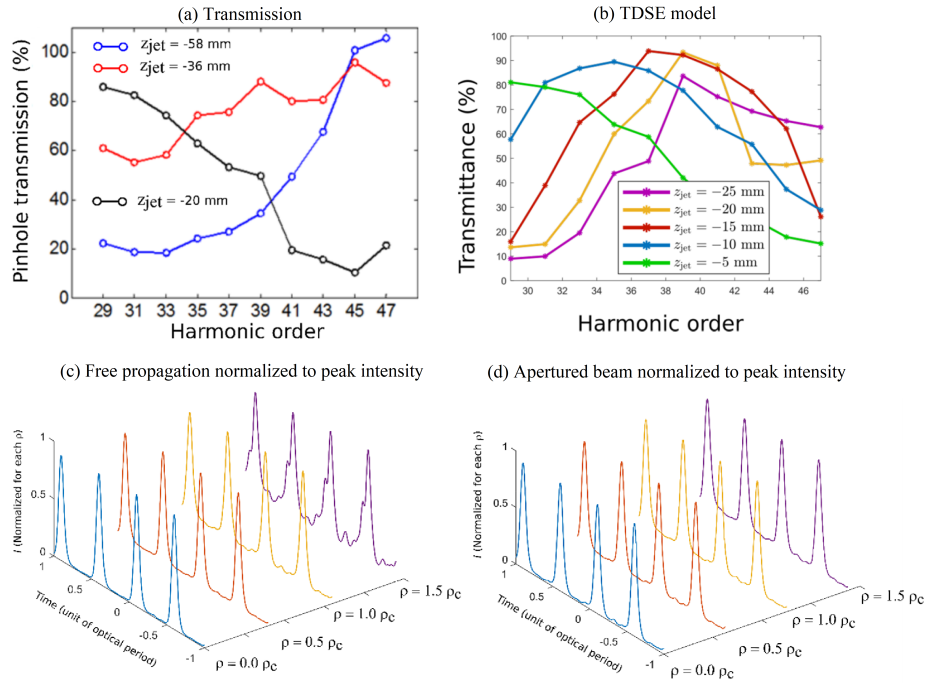 (a) Transmission
Pinhole transmission (%)
100
80
60
40
20
0
zjet = -58 mm
zjet = -36 mm
zjet = -20 mm
29 31 33 35 37 39 41 43 45 47
Harmonic order
(b) TDSE model
Transmittance (%)
100
90
80
70
60
50
40
30
20
10
0
zjet = −25 mm
zjet = −20 mm
zjet = −15 mm
zjet = −10 mm
zjet = −5 mm
30 32 34 36 38 40 42 44 46
Harmonic order
(c) Free propagation normalized to peak intensity
I (Normalized for each ρ)
1
0.5
0
1
0.5
0
-0.5
-1
Time (unit of optical period)
ρ = 0.0 ρc
ρ = 0.5 ρc
ρ = 1.0 ρc
ρ = 1.5 ρc
(d) Apertured beam normalized to peak intensity
I (Normalized for each ρ)
1
0.5
0
1
0.5
0
-0.5
-1
Time (unit of optical period)
ρ = 0.0 ρc
ρ = 0.5 ρc
ρ = 1.0 ρc
ρ = 1.5 ρc